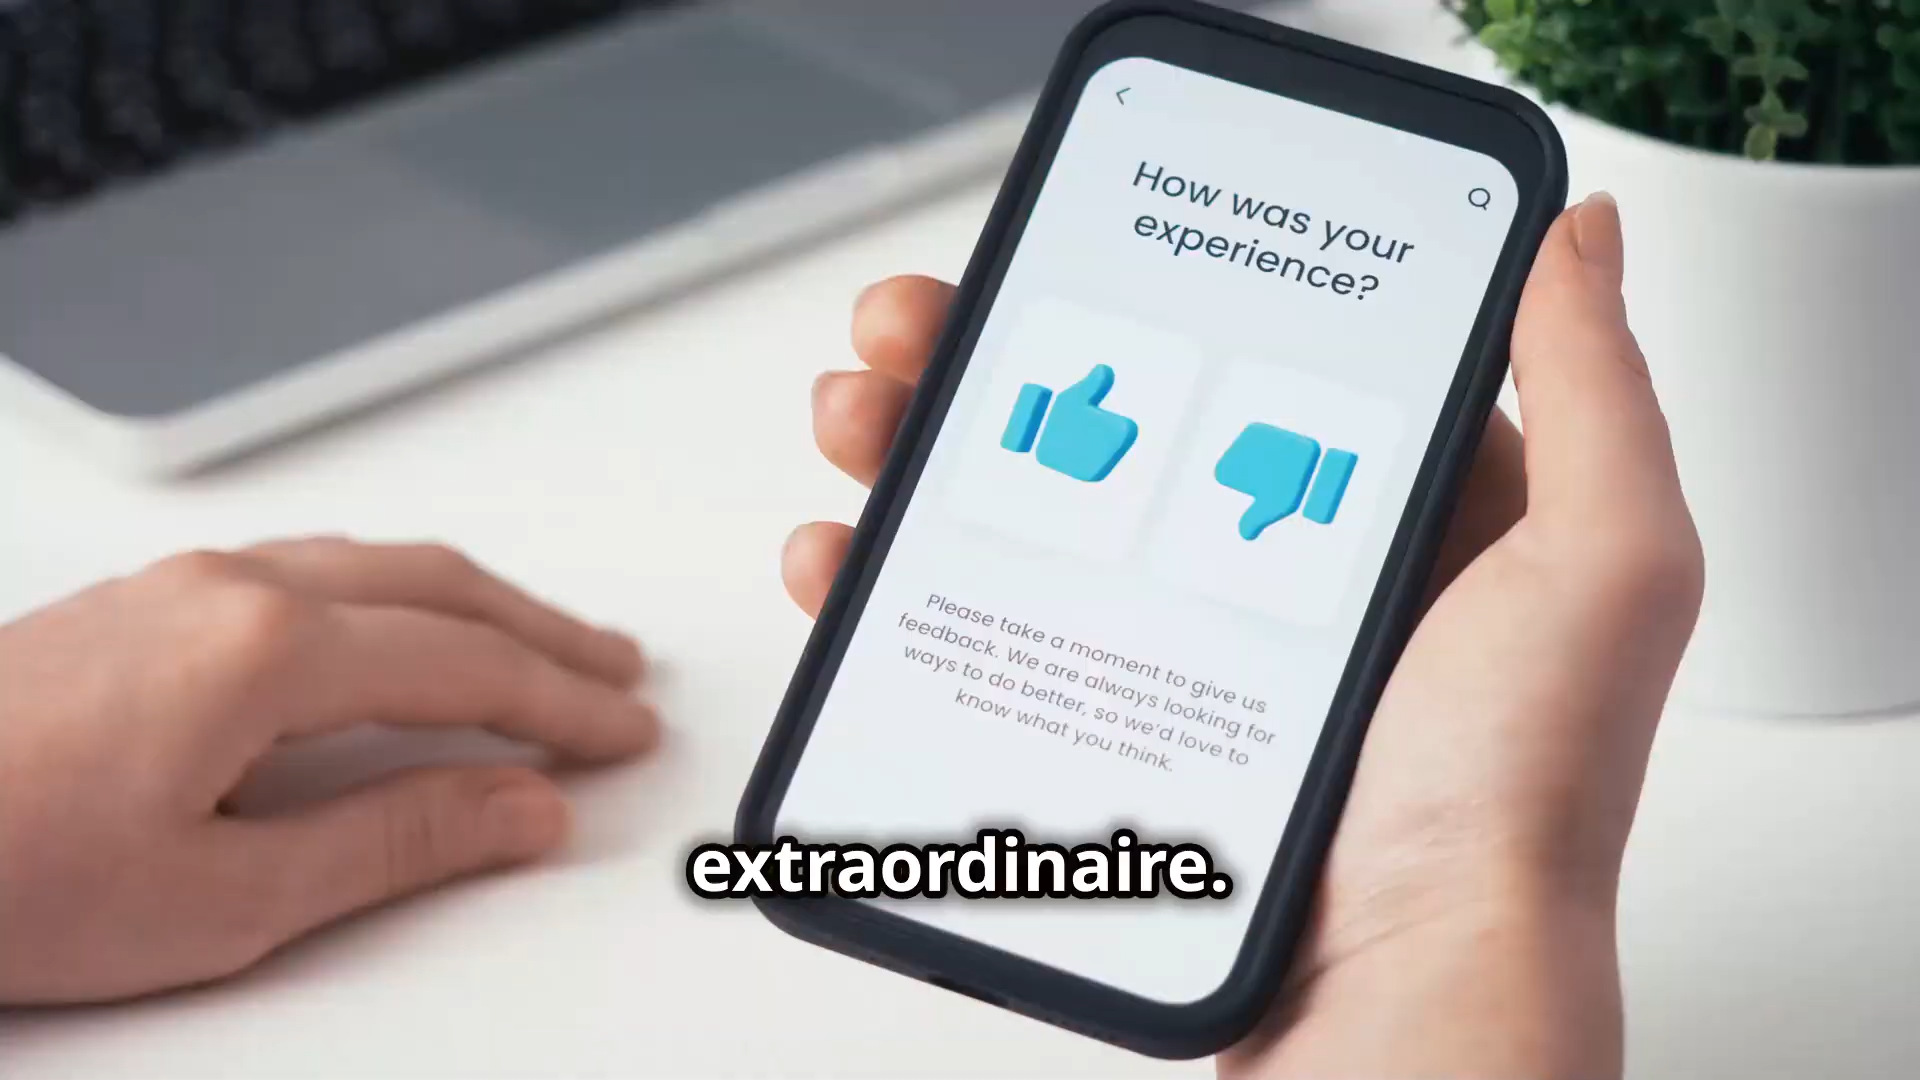 How was your
experience?
Please take a moment to give us
feedback. We are always looking for
ways to do better, so we'd love to
know what you think.
extraordinaire.